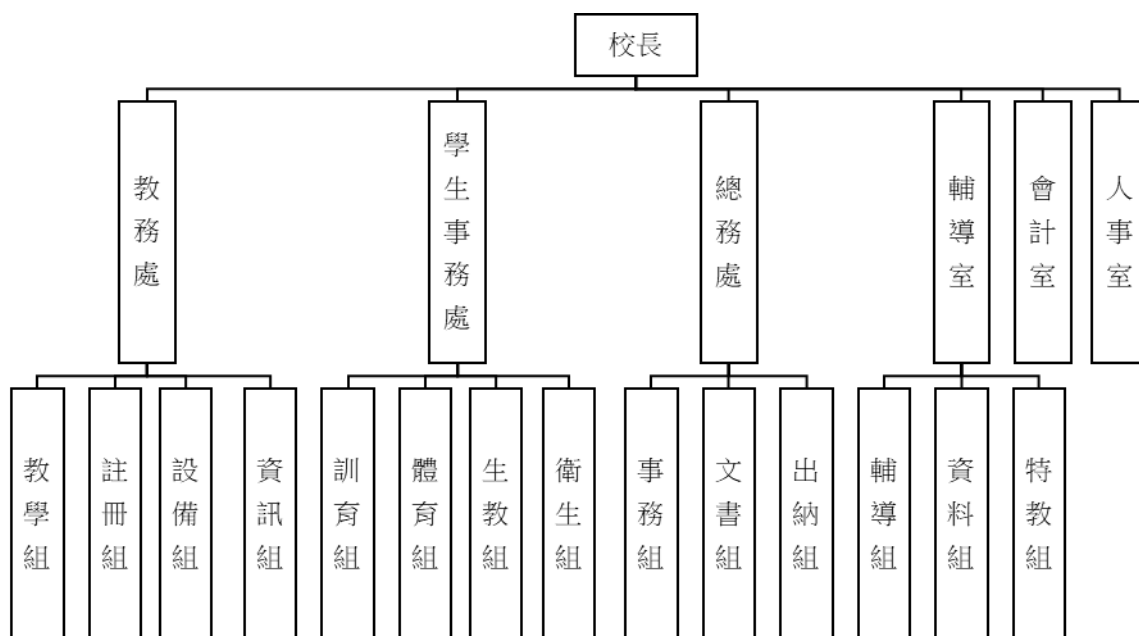 校長
教務處
學生事務處
總務處
輔導室
會計室
人事室
教學組
註冊組
設備組
資訊組
訓育組
體育組
生教組
衛生組
事務組
文書組
出納組
輔導組
資料組
特教組